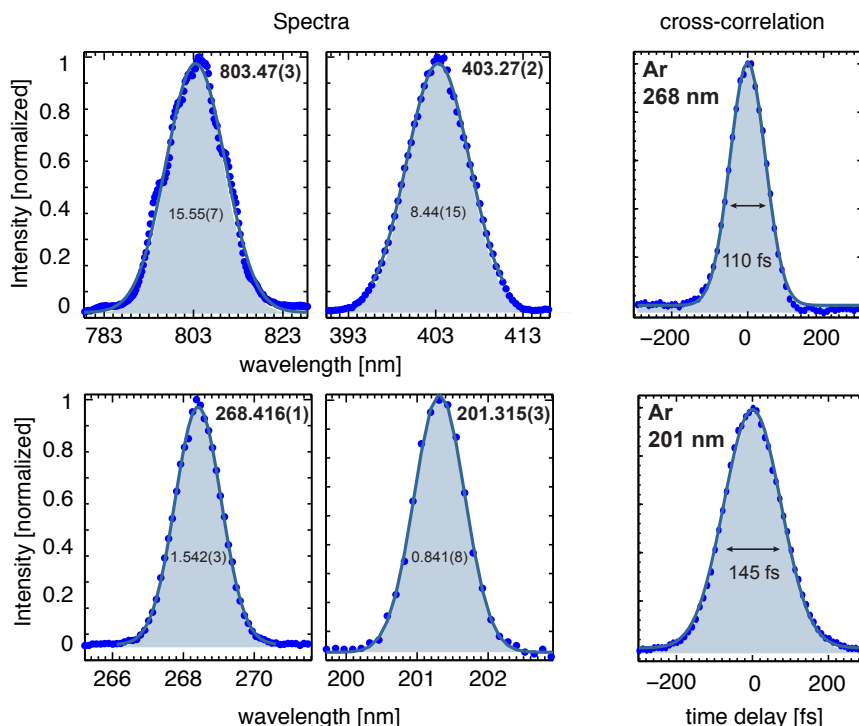 Spectra
cross-correlation
Intensity [normalized]
1
0.8
0.6
0.4
0.2
0
803.47(3)
15.55(7)
783 803 823
403.27(2)
8.44(15)
393 403 413
wavelength [nm]
Ar
268 nm
110 fs
−200 0 200
Intensity [normalized]
1
0.8
0.6
0.4
0.2
0
268.416(1)
1.542(3)
266 268 270
201.315(3)
0.841(8)
200 201 202
wavelength [nm]
Ar
201 nm
145 fs
−200 0 200
time delay [fs]